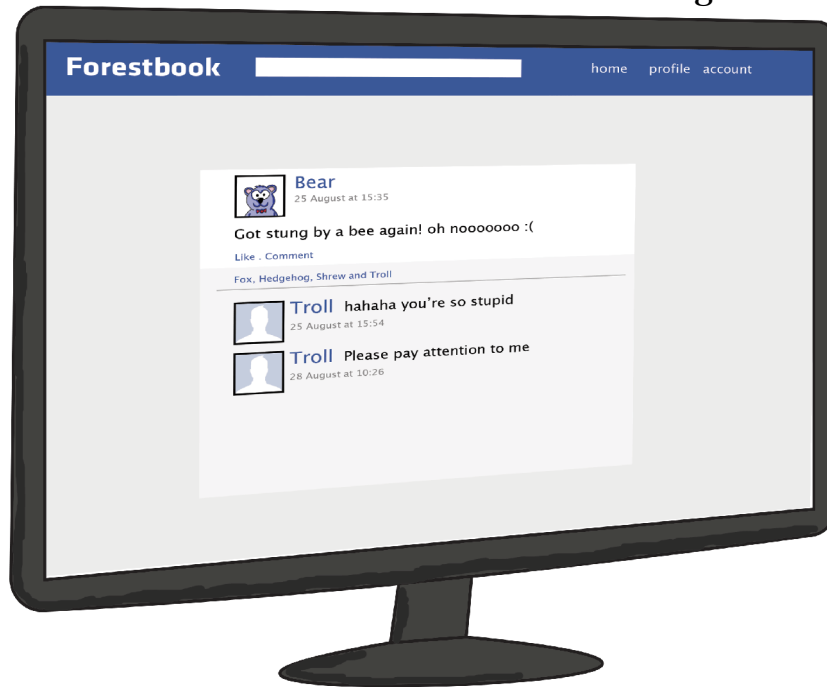 Forestbook home profile account
Bear
25 August at 15:35
Got stung by a bee again! oh nooooooo :(
Like . Comment
Fox, Hedgehog, Shrew and Troll
Troll hahaha you're so stupid
25 August at 15:54
Troll Please pay attention to me
28 August at 10:26